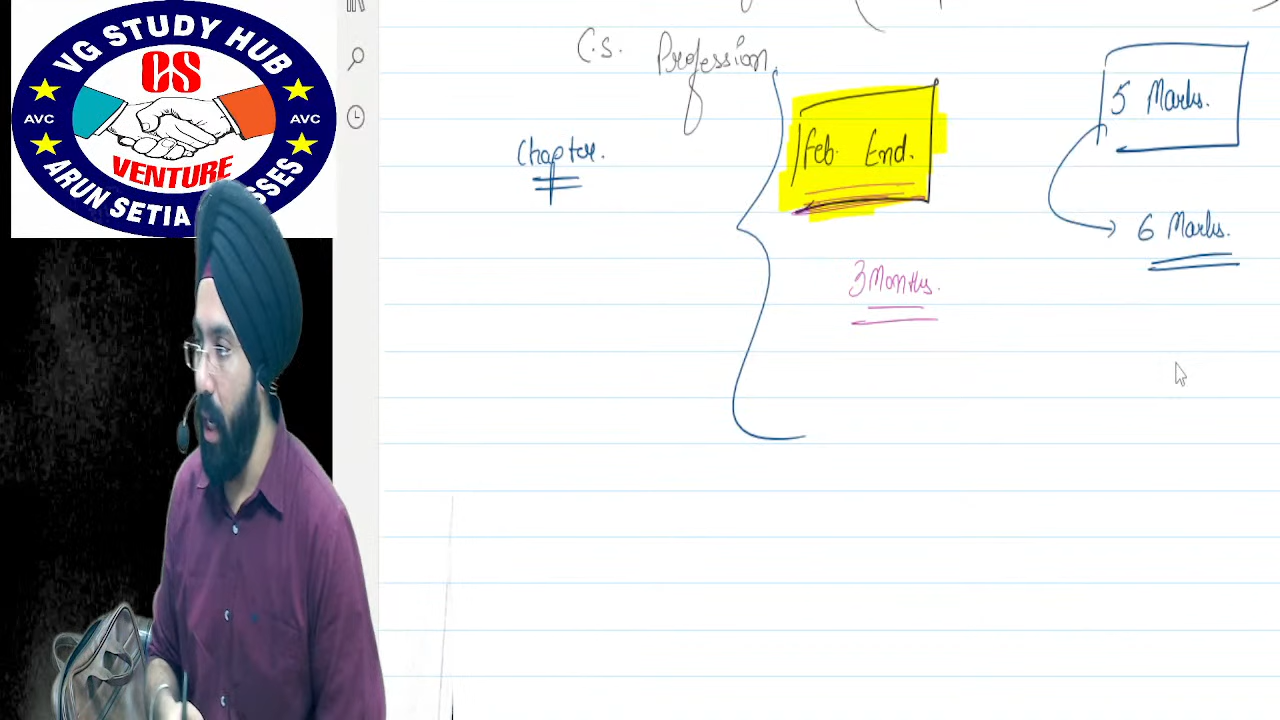 VG STUDY HUB
CS
AVC
AVC
VENTURE
ARUN SETIA CLASSES
C.S. Profession
5 Marks.
Feb. End.
Chapter.
6 Marks.
3 Months.